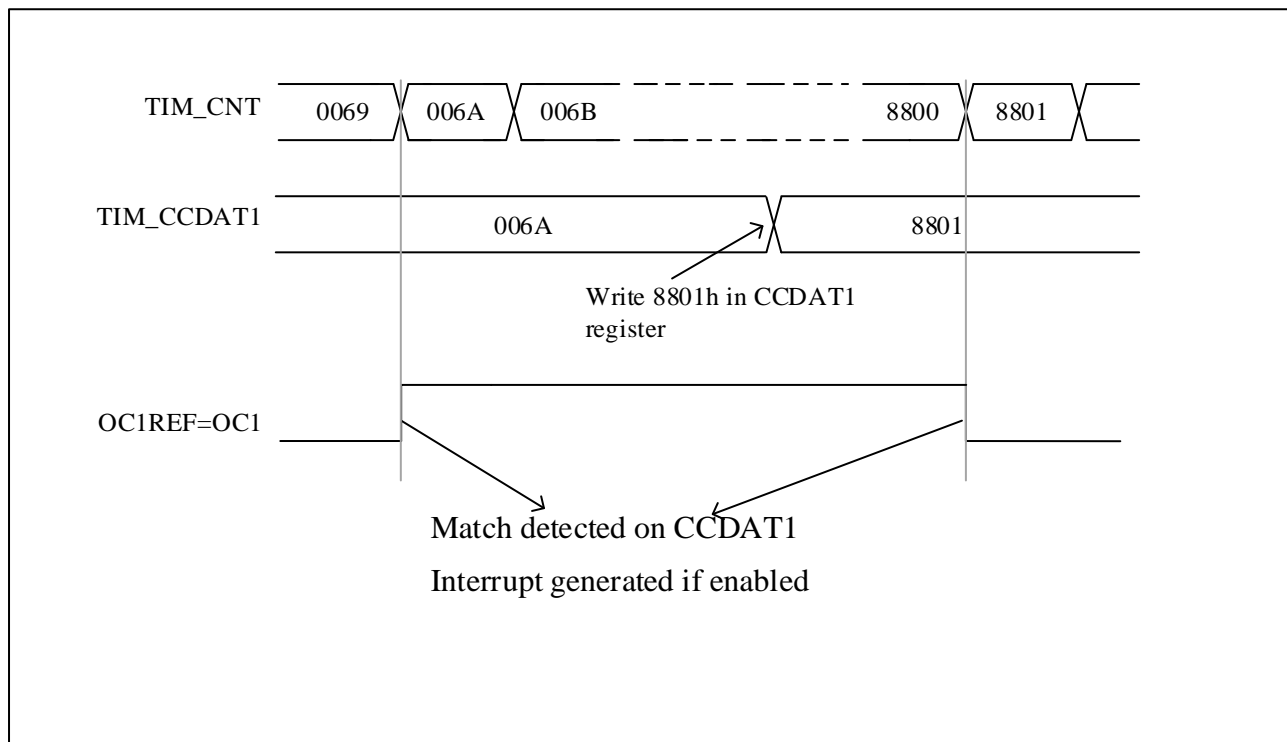 TIM_CNT 0069 006A 006B 8800 8801
TIM_CCDAT1 006A 8801
Write 8801h in CCDAT1
register
OC1REF=OC1
Match detected on CCDAT1
Interrupt generated if enabled